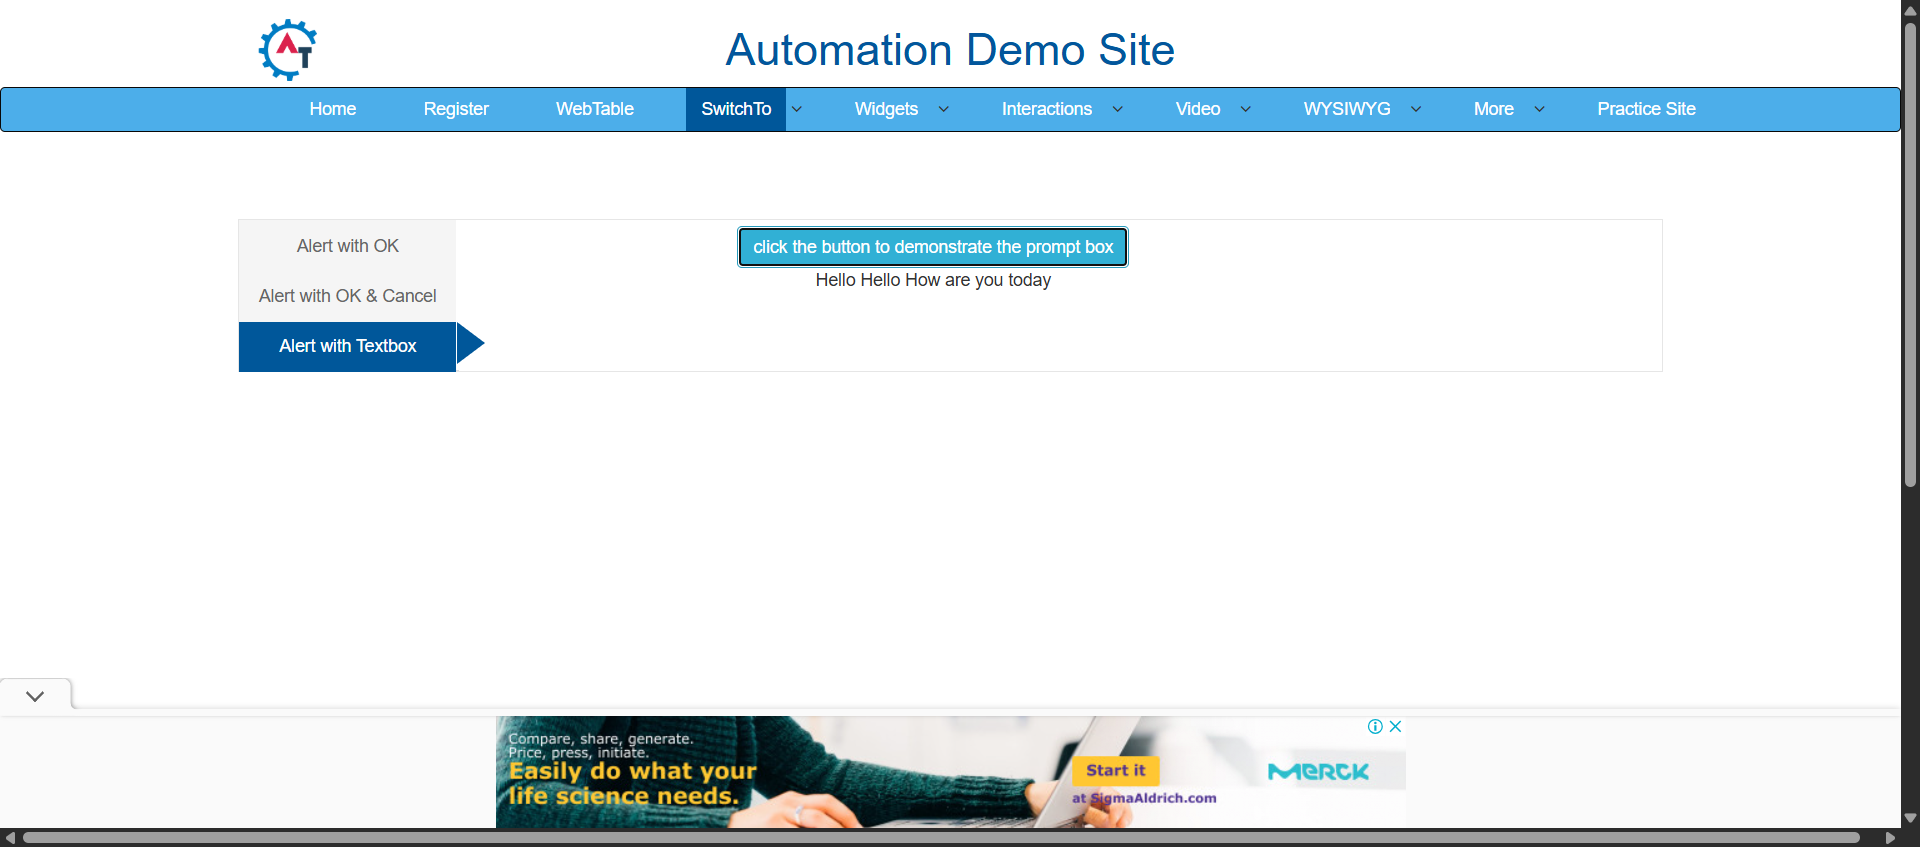 AT
Automation Demo Site
Home Register WebTable SwitchTo Widgets Interactions Video WYSIWYG More Practice Site
Alert with OK
Alert with OK & Cancel
Alert with Textbox
click the button to demonstrate the prompt box
Hello Hello How are you today
Compare, share, generate.
Price, press, initiate.
Easily do what your
life science needs.
Start it
at SigmaAldrich.com
MERCK